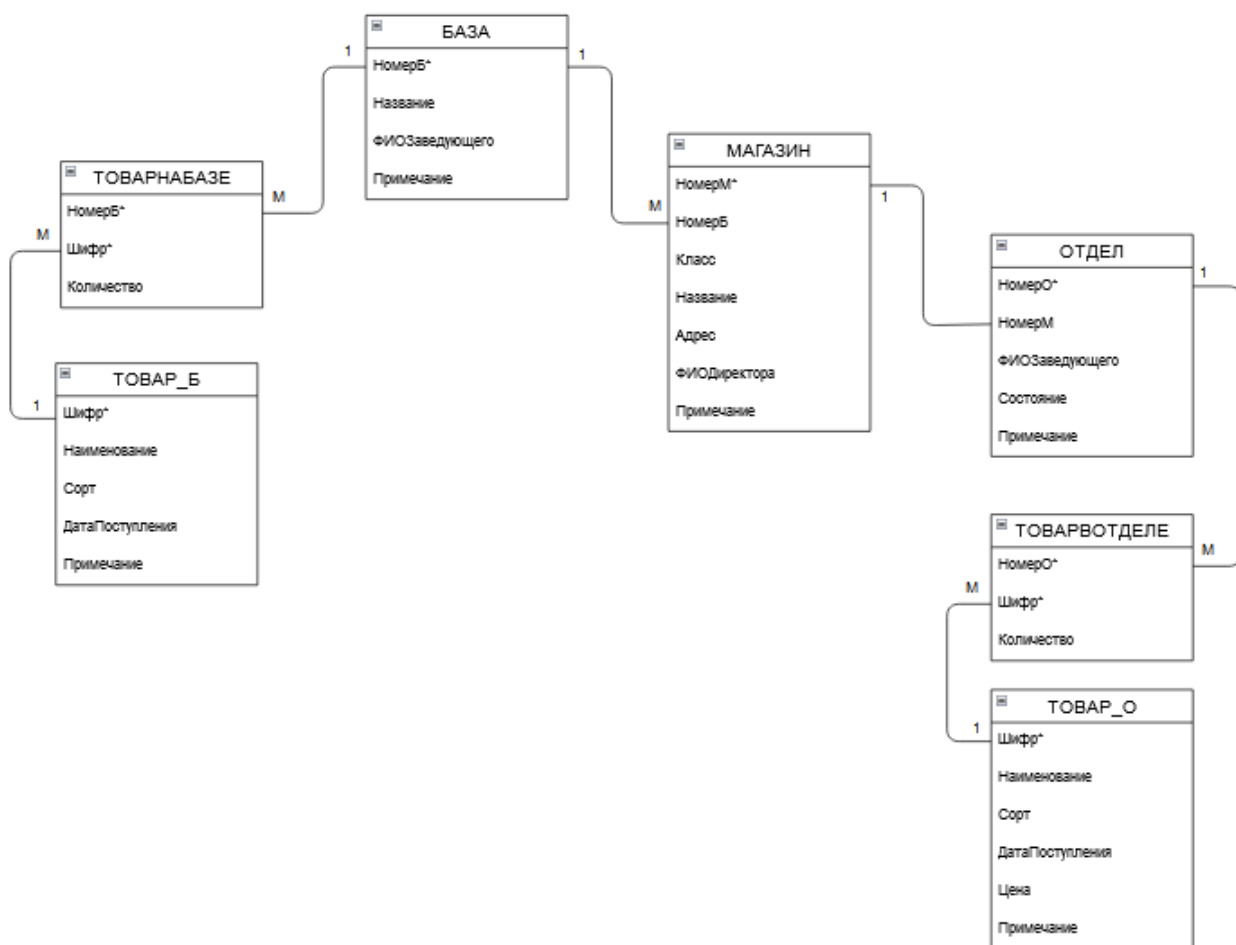 БАЗА
НомерБ*
Название
ФИОЗаведующего
Примечание
1
1
М
М
ТОВАРНАБАЗЕ
НомерБ*
Шифр*
Количество
М
1
ТОВАР_Б
Шифр*
Наименование
Сорт
ДатаПоступления
Примечание
МАГАЗИН
НомерМ*
НомерБ
Класс
Название
Адрес
ФИОДиректора
Примечание
1
ОТДЕЛ
НомерО*
НомерМ
ФИОЗаведующего
Состояние
Примечание
1
М
ТОВАРВОТДЕЛЕ
НомерО*
Шифр*
Количество
М
1
ТОВАР_О
Шифр*
Наименование
Сорт
ДатаПоступления
Цена
Примечание